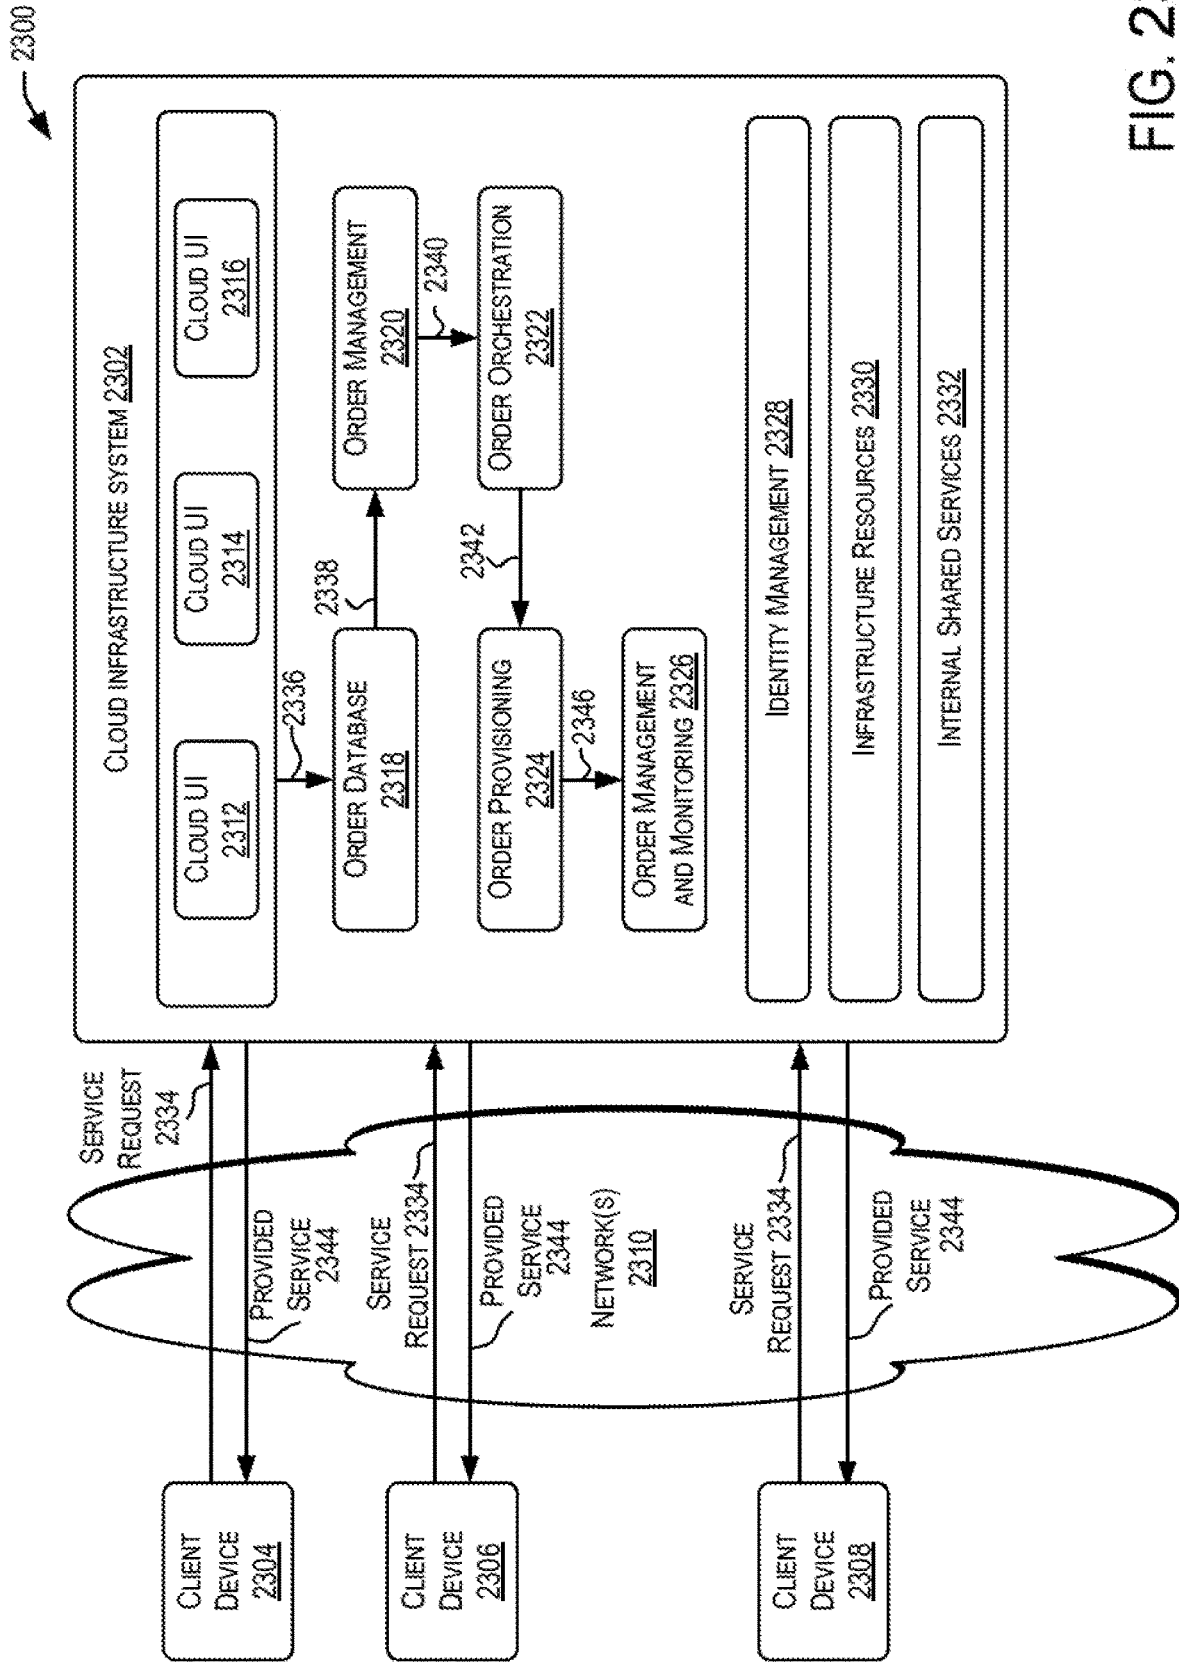 2300
CLOUD INFRASTRUCTURE SYSTEM 2302
CLOUD UI
2312
CLOUD UI
2314
CLOUD UI
2316
2336
ORDER DATABASE
2318
2338
ORDER MANAGEMENT
2320
2340
ORDER ORCHESTRATION
2322
2342
ORDER PROVISIONING
2324
2346
ORDER MANAGEMENT
AND MONITORING 2326
IDENTITY MANAGEMENT 2328
INFRASTRUCTURE RESOURCES 2330
INTERNAL SHARED SERVICES 2332
SERVICE
REQUEST
2334
PROVIDED
SERVICE
2344
SERVICE
REQUEST 2334
PROVIDED
SERVICE
2344
NETWORK(S)
2310
SERVICE
REQUEST 2334
PROVIDED
SERVICE
2344
CLIENT
DEVICE
2304
CLIENT
DEVICE
2306
CLIENT
DEVICE
2308
FIG. 2